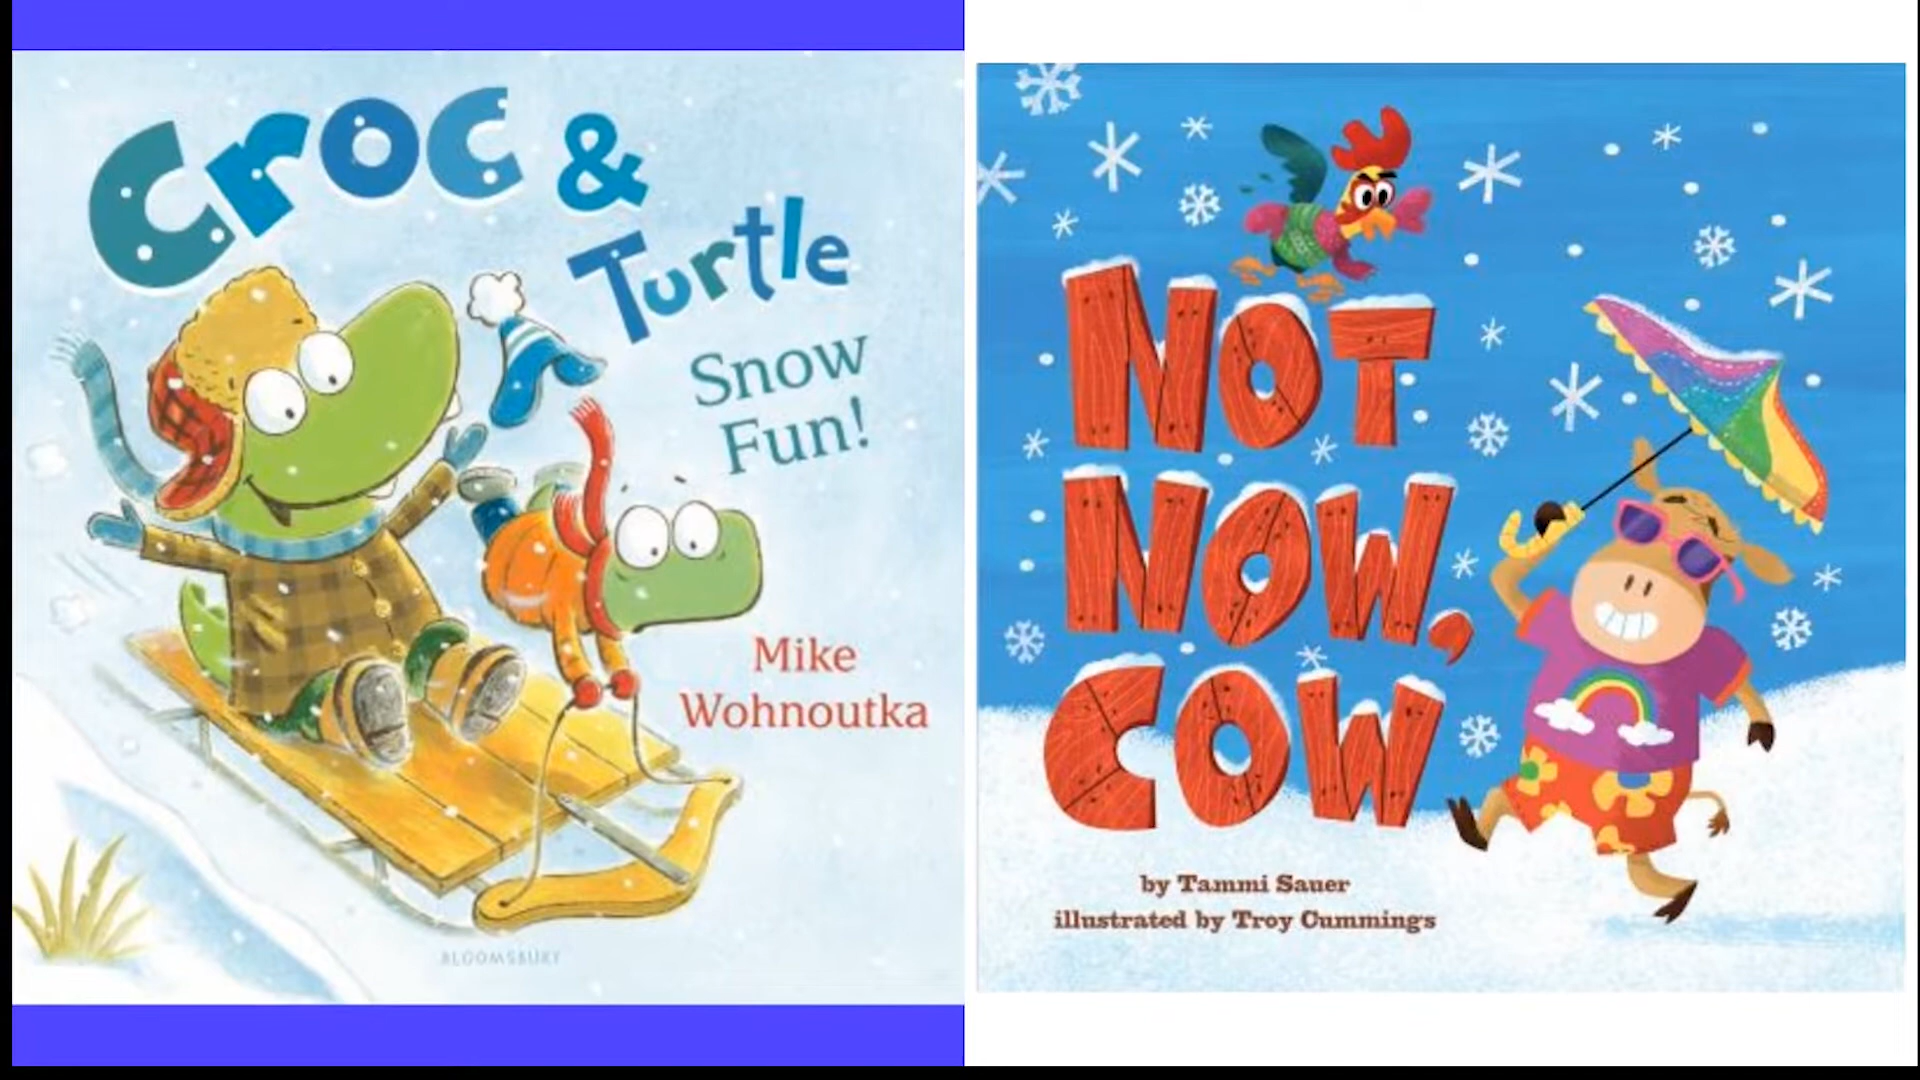 Croc &
Turtle
Snow
Fun!
Mike
Wohnoutka
BLOOMSBURY
NOT
NOW,
COW
by Tammi Sauer
illustrated by Troy Cummings